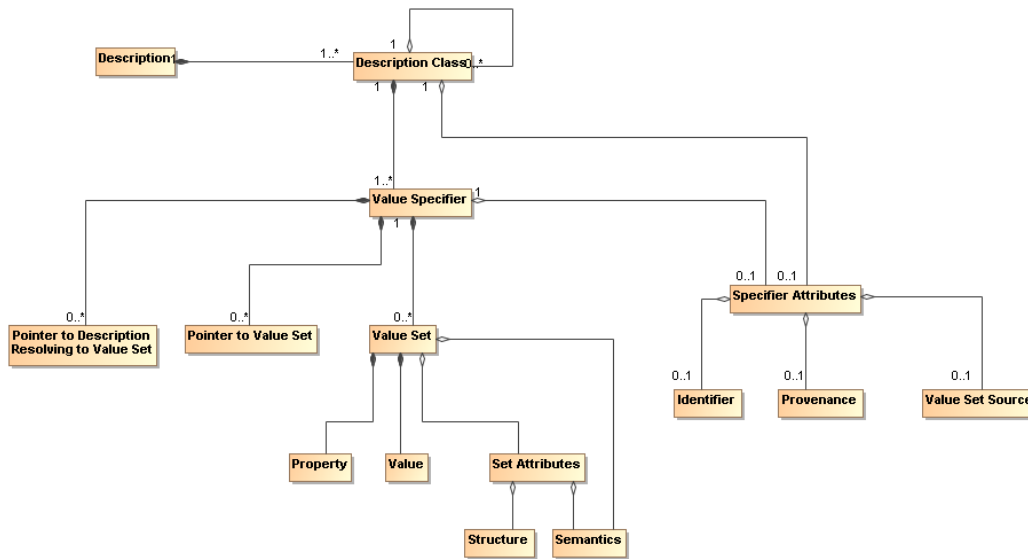 1
Description
1
1..*
Description Class
0..*
1
1
1..*
Value Specifier
1
1
0..1
0..1
Specifier Attributes
0..*
Pointer to Description
Resolving to Value Set
0..*
Pointer to Value Set
0..*
Value Set
0..1
Identifier
0..1
Provenance
0..1
Value Set Source
Property
Value
Set Attributes
Structure
Semantics